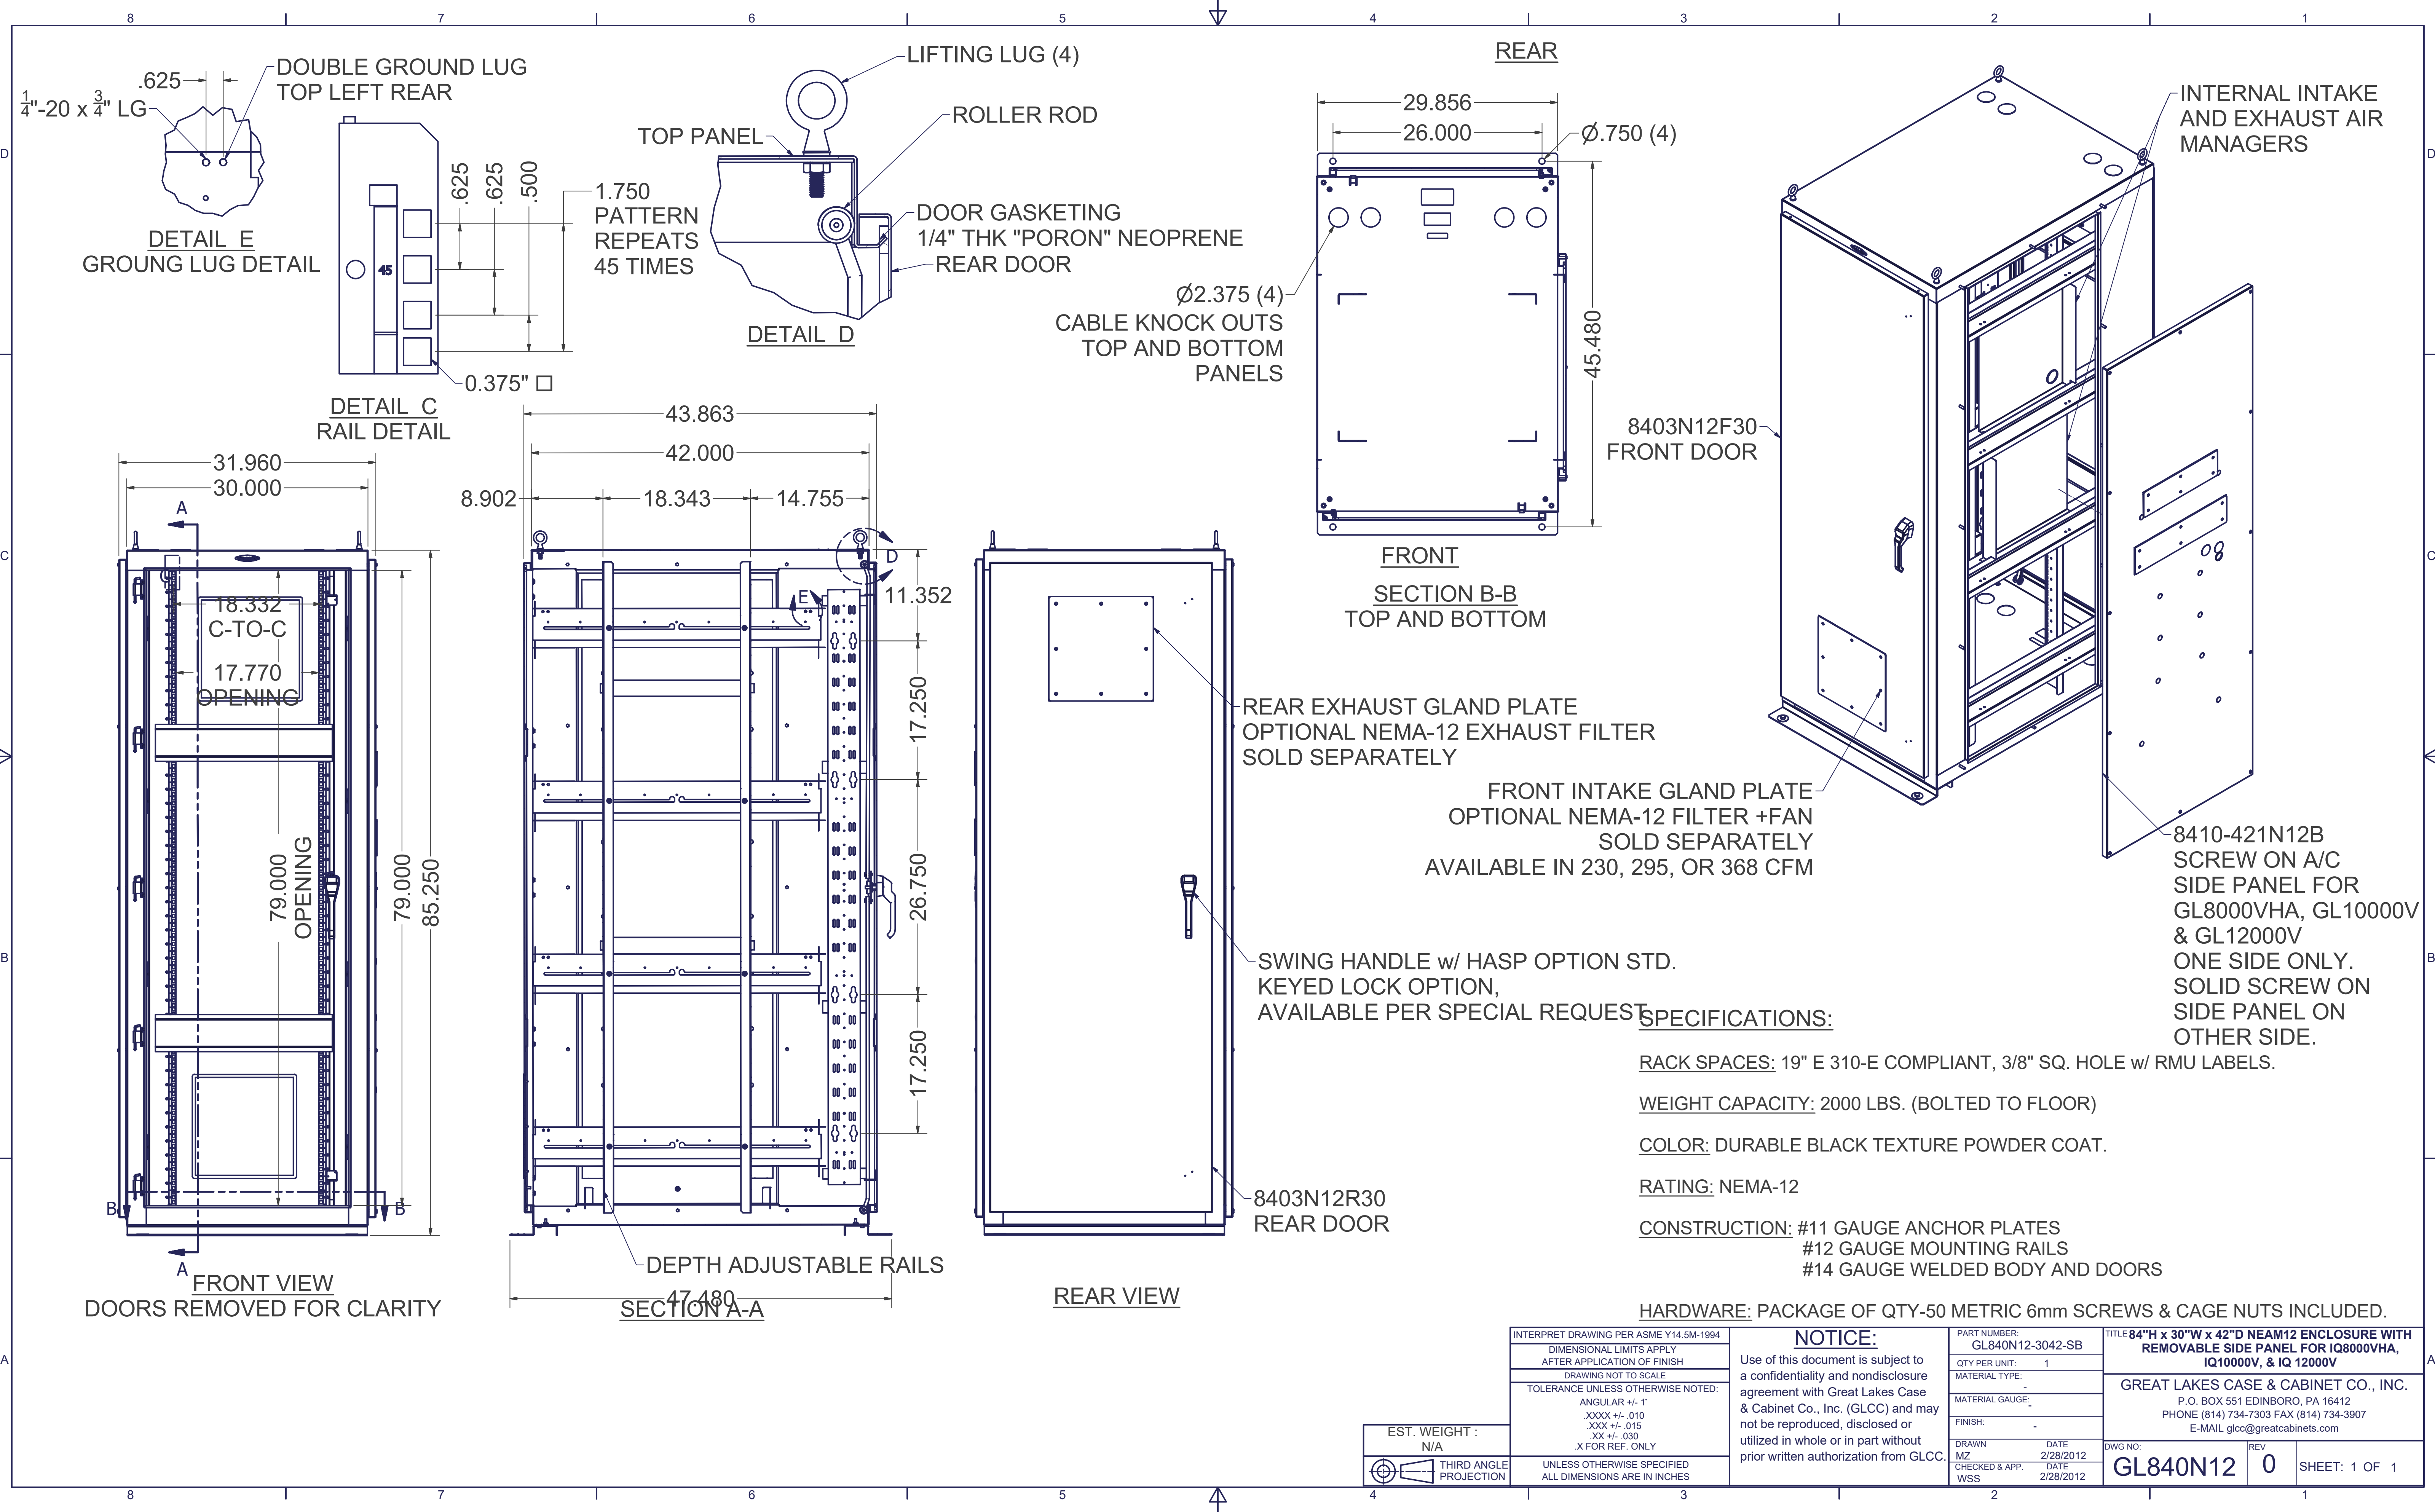 8 7 6 5 4 3 2 1
D
D
C
C
B
B
A
A
.625
DOUBLE GROUND LUG
TOP LEFT REAR
1/4"-20 x 3/4" LG
DETAIL E
GROUNG LUG DETAIL
45
.625
.625
.500
1.750
PATTERN
REPEATS
45 TIMES
0.375" □
DETAIL C
RAIL DETAIL
LIFTING LUG (4)
ROLLER ROD
TOP PANEL
DOOR GASKETING
1/4" THK "PORON" NEOPRENE
REAR DOOR
DETAIL D
REAR
29.856
26.000
Ø.750 (4)
45.480
Ø2.375 (4)
CABLE KNOCK OUTS
TOP AND BOTTOM
PANELS
FRONT
SECTION B-B
TOP AND BOTTOM
INTERNAL INTAKE
AND EXHAUST AIR
MANAGERS
8403N12F30
FRONT DOOR
FRONT INTAKE GLAND PLATE
OPTIONAL NEMA-12 FILTER +FAN
SOLD SEPARATELY
AVAILABLE IN 230, 295, OR 368 CFM
8410-421N12B
SCREW ON A/C
SIDE PANEL FOR
GL8000VHA, GL10000V
& GL12000V
ONE SIDE ONLY.
SOLID SCREW ON
SIDE PANEL ON
OTHER SIDE.
31.960
30.000
A
C
18.332
C-TO-C
17.770
OPENING
79.000
OPENING
79.000
85.250
B
B
A
FRONT VIEW
DOORS REMOVED FOR CLARITY
43.863
42.000
8.902
18.343
14.755
D
E
11.352
17.250
26.750
17.250
DEPTH ADJUSTABLE RAILS
47.480
SECTION A-A
REAR EXHAUST GLAND PLATE
OPTIONAL NEMA-12 EXHAUST FILTER
SOLD SEPARATELY
SWING HANDLE w/ HASP OPTION STD.
KEYED LOCK OPTION,
AVAILABLE PER SPECIAL REQUEST
8403N12R30
REAR DOOR
REAR VIEW
SPECIFICATIONS:
RACK SPACES: 19" E 310-E COMPLIANT, 3/8" SQ. HOLE w/ RMU LABELS.
WEIGHT CAPACITY: 2000 LBS. (BOLTED TO FLOOR)
COLOR: DURABLE BLACK TEXTURE POWDER COAT.
RATING: NEMA-12
CONSTRUCTION: #11 GAUGE ANCHOR PLATES
#12 GAUGE MOUNTING RAILS
#14 GAUGE WELDED BODY AND DOORS
HARDWARE: PACKAGE OF QTY-50 METRIC 6mm SCREWS & CAGE NUTS INCLUDED.
EST. WEIGHT :
N/A
THIRD ANGLE
PROJECTION
INTERPRET DRAWING PER ASME Y14.5M-1994
DIMENSIONAL LIMITS APPLY
AFTER APPLICATION OF FINISH
DRAWING NOT TO SCALE
TOLERANCE UNLESS OTHERWISE NOTED:
ANGULAR +/- 1'
.XXXX +/- .010
.XXX +/- .015
.XX +/- .030
.X FOR REF. ONLY
UNLESS OTHERWISE SPECIFIED
ALL DIMENSIONS ARE IN INCHES
NOTICE:
Use of this document is subject to
a confidentiality and nondisclosure
agreement with Great Lakes Case
& Cabinet Co., Inc. (GLCC) and may
not be reproduced, disclosed or
utilized in whole or in part without
prior written authorization from GLCC.
PART NUMBER:
GL840N12-3042-SB
QTY PER UNIT: 1
MATERIAL TYPE:
-
MATERIAL GAUGE:
-
FINISH:
-
DRAWN DATE
MZ 2/28/2012
CHECKED & APP. DATE
WSS 2/28/2012
TITLE 84"H x 30"W x 42"D NEAM12 ENCLOSURE WITH
REMOVABLE SIDE PANEL FOR IQ8000VHA,
IQ10000V, & IQ 12000V
GREAT LAKES CASE & CABINET CO., INC.
P.O. BOX 551 EDINBORO, PA 16412
PHONE (814) 734-7303 FAX (814) 734-3907
E-MAIL glcc@greatcabinets.com
DWG NO:
GL840N12
REV
0
SHEET: 1 OF 1
8 7 6 5 4 3 2 1